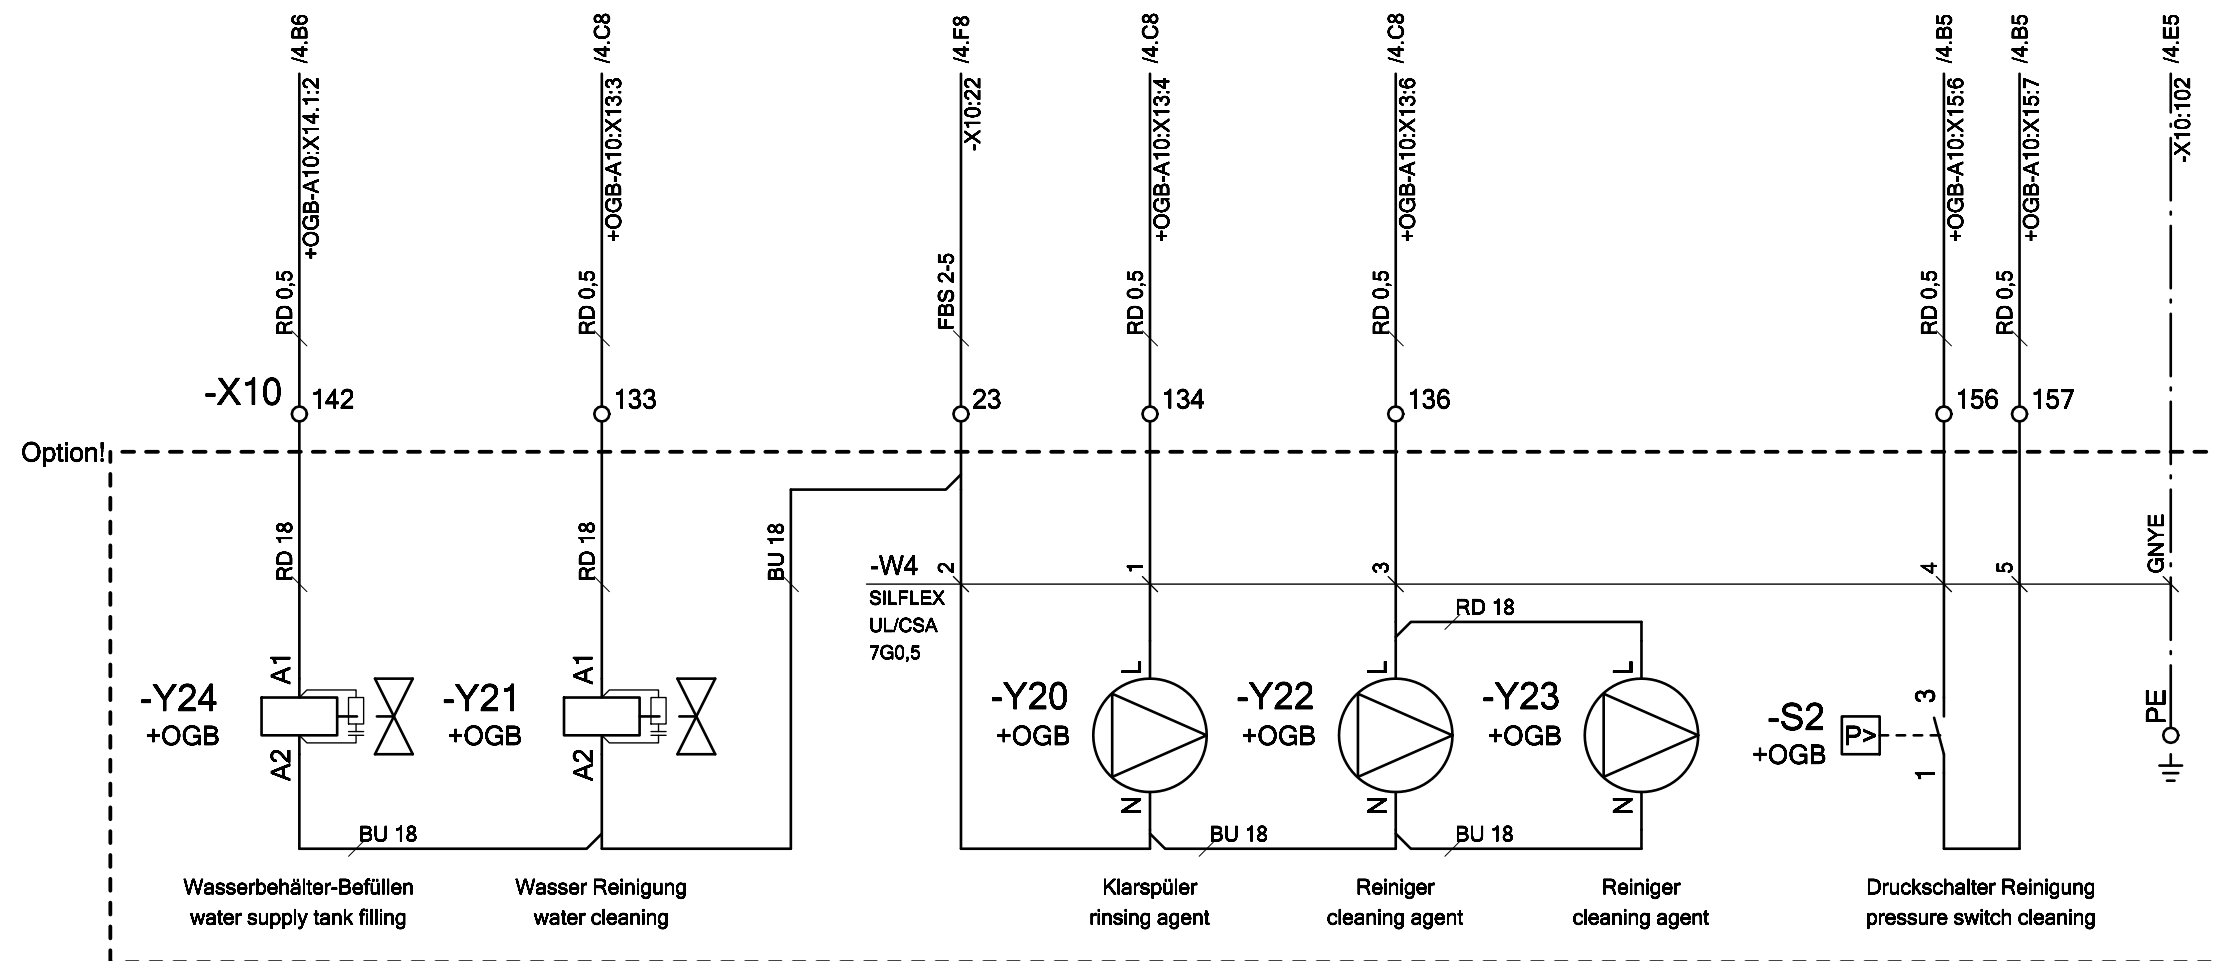 /4.B6
/4.C8
/4.F8
/4.C8
/4.C8
/4.B5
/4.B5
/4.E5
+OGB-A10:X14.1:2
+OGB-A10:X13:3
-X10:22
+OGB-A10:X13:4
+OGB-A10:X13:6
+OGB-A10:X15:6
+OGB-A10:X15:7
-X10:102
RD 0,5
RD 0,5
FBS 2-5
RD 0,5
RD 0,5
RD 0,5
RD 0,5
-X10
142
133
23
134
136
156
157
Option!
RD 18
RD 18
BU 18
-W4
2
1
3
4
5
GNYE
SILFLEX
UL/CSA
7G0,5
RD 18
A1
A1
L
L
L
-Y24
+OGB
-Y21
+OGB
-Y20
+OGB
-Y22
+OGB
-Y23
+OGB
-S2
+OGB
P>
3
1
PE
A2
A2
N
N
N
BU 18
BU 18
BU 18
Wasserbehälter-Befüllen
water supply tank filling
Wasser Reinigung
water cleaning
Klarspüler
rinsing agent
Reiniger
cleaning agent
Reiniger
cleaning agent
Druckschalter Reinigung
pressure switch cleaning